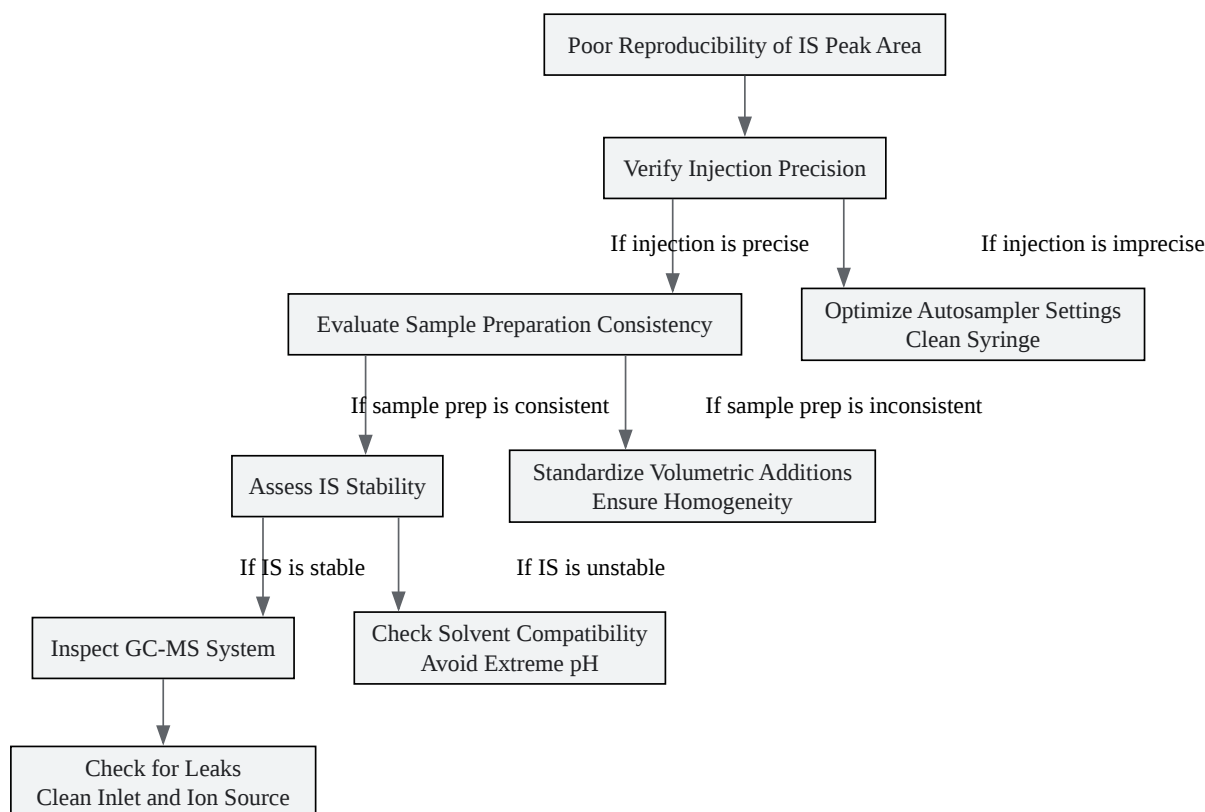 Poor Reproducibility of IS Peak Area
Verify Injection Precision
If injection is precise
If injection is imprecise
Evaluate Sample Preparation Consistency
Optimize Autosampler Settings
Clean Syringe
If sample prep is consistent
If sample prep is inconsistent
Assess IS Stability
Standardize Volumetric Additions
Ensure Homogeneity
If IS is stable
If IS is unstable
Inspect GC-MS System
Check Solvent Compatibility
Avoid Extreme pH
Check for Leaks
Clean Inlet and Ion Source